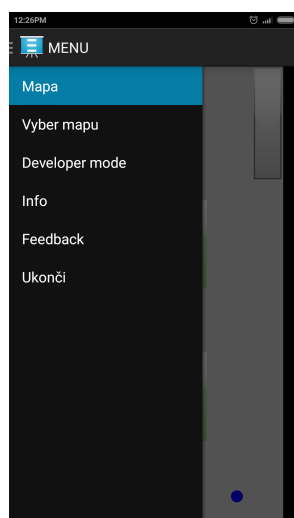 12:26PM
MENU
Mapa
Vyber mapu
Developer mode
Info
Feedback
Ukonči